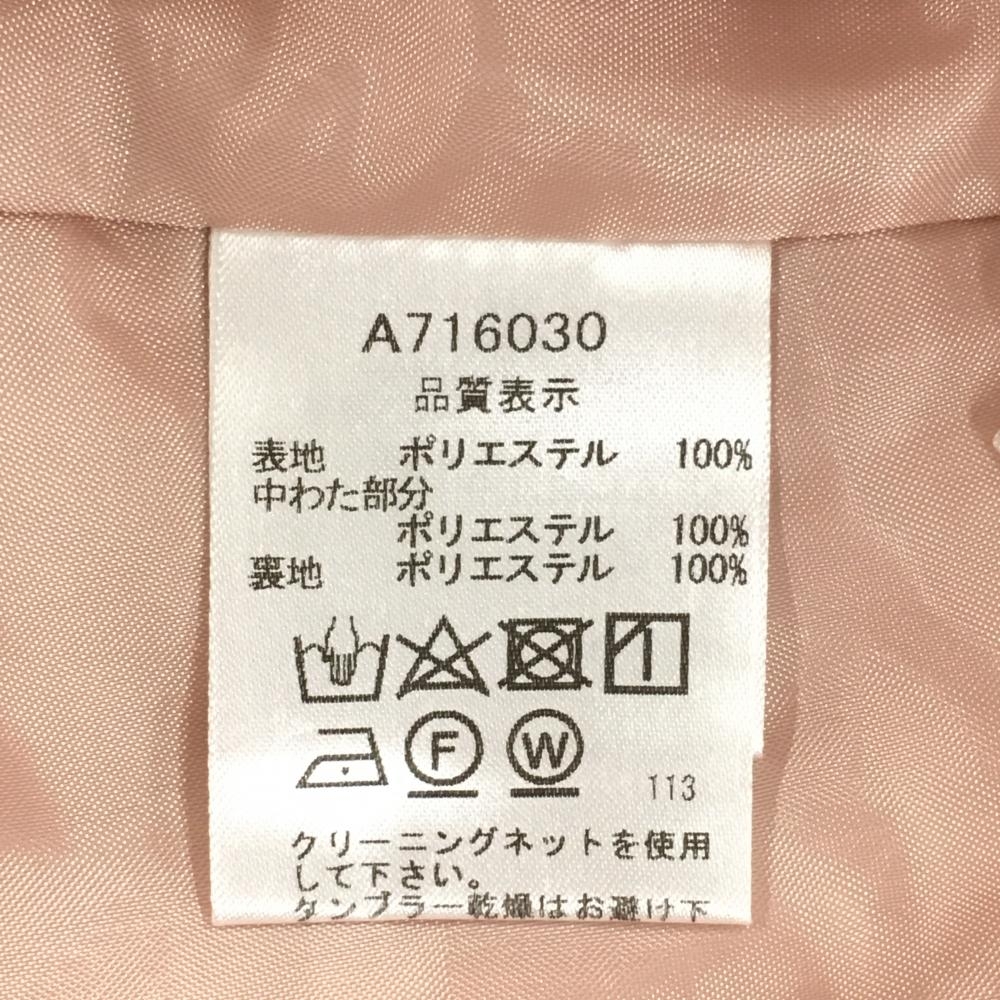 A716030
品質表示
表地 ポリエステル 100%
中わた部分
ポリエステル 100%
裏地 ポリエステル 100%
F W 113
クリーニングネットを使用
して下さい。
タンブラー乾燥はお避け下